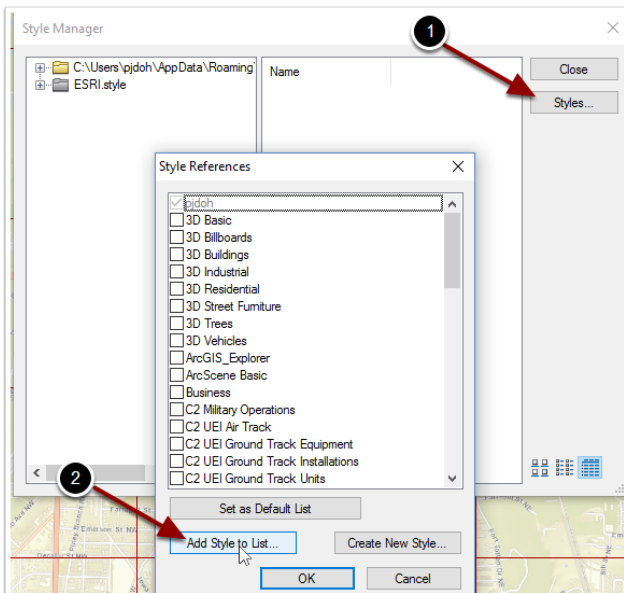 Style Manager
C:\Users\pjdoh\AppData\Roaming
ESRI.style
Name
1
Close
Styles...
Style References
pjdoh
3D Basic
3D Billboards
3D Buildings
3D Industrial
3D Residential
3D Street Furniture
3D Trees
3D Vehicles
ArcGIS_Explorer
ArcScene Basic
Business
C2 Military Operations
C2 UEI Air Track
C2 UEI Ground Track Equipment
C2 UEI Ground Track Installations
C2 UEI Ground Track Units
2
Set as Default List
Add Style to List...
Create New Style...
OK
Cancel
Emerson St NW